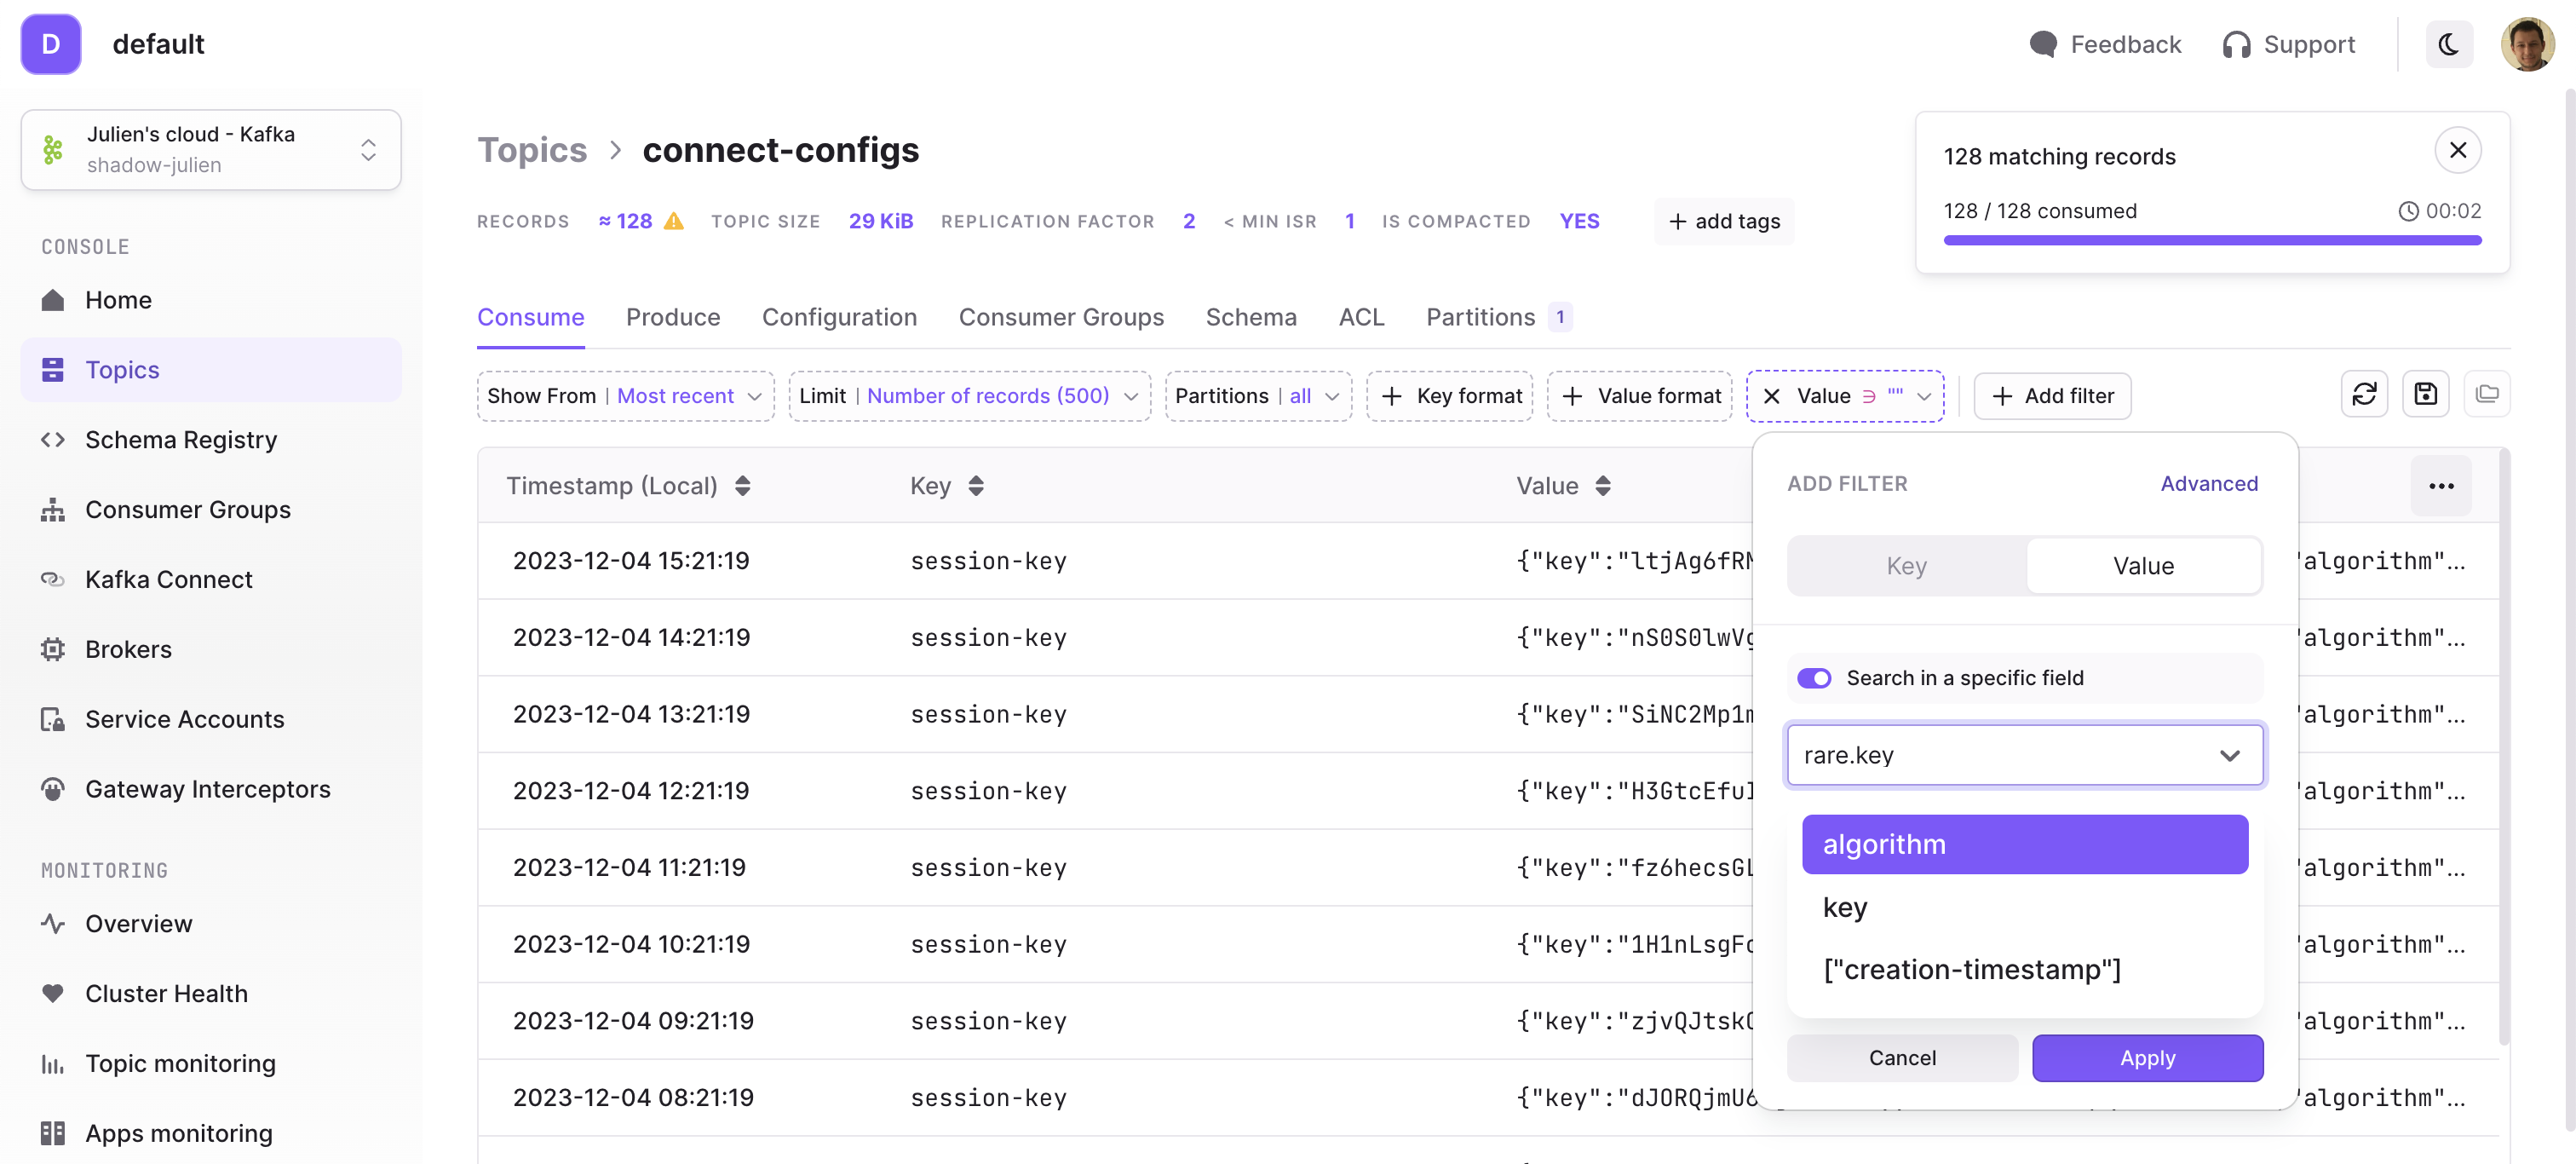 D
default
Feedback
Support
Julien's cloud - Kafka
shadow-julien
CONSOLE
Home
Topics
Schema Registry
Consumer Groups
Kafka Connect
Brokers
Service Accounts
Gateway Interceptors
MONITORING
Overview
Cluster Health
Topic monitoring
Apps monitoring
Topics > connect-configs
128 matching records
128 / 128 consumed 00:02
RECORDS ≈ 128 TOPIC SIZE 29 KiB REPLICATION FACTOR 2 < MIN ISR 1 IS COMPACTED YES + add tags
Consume Produce Configuration Consumer Groups Schema ACL Partitions 1
Show From | Most recent Limit | Number of records (500) Partitions | all + Key format + Value format × Value ∋ "" + Add filter
Timestamp (Local) Key Value ...
2023-12-04 15:21:19 session-key {"key":"ltjAg6fR algorithm"...
2023-12-04 14:21:19 session-key {"key":"nS0S0lwV algorithm"...
2023-12-04 13:21:19 session-key {"key":"SiNC2Mp1 algorithm"...
2023-12-04 12:21:19 session-key {"key":"H3GtcEfu algorithm"...
2023-12-04 11:21:19 session-key {"key":"fz6hecsG algorithm"...
2023-12-04 10:21:19 session-key {"key":"1H1nLsgF algorithm"...
2023-12-04 09:21:19 session-key {"key":"zjvQJtsk algorithm"...
2023-12-04 08:21:19 session-key {"key":"dJORQjmU algorithm"...
ADD FILTER Advanced
Key Value
Search in a specific field
rare.key
algorithm
key
["creation-timestamp"]
Cancel Apply